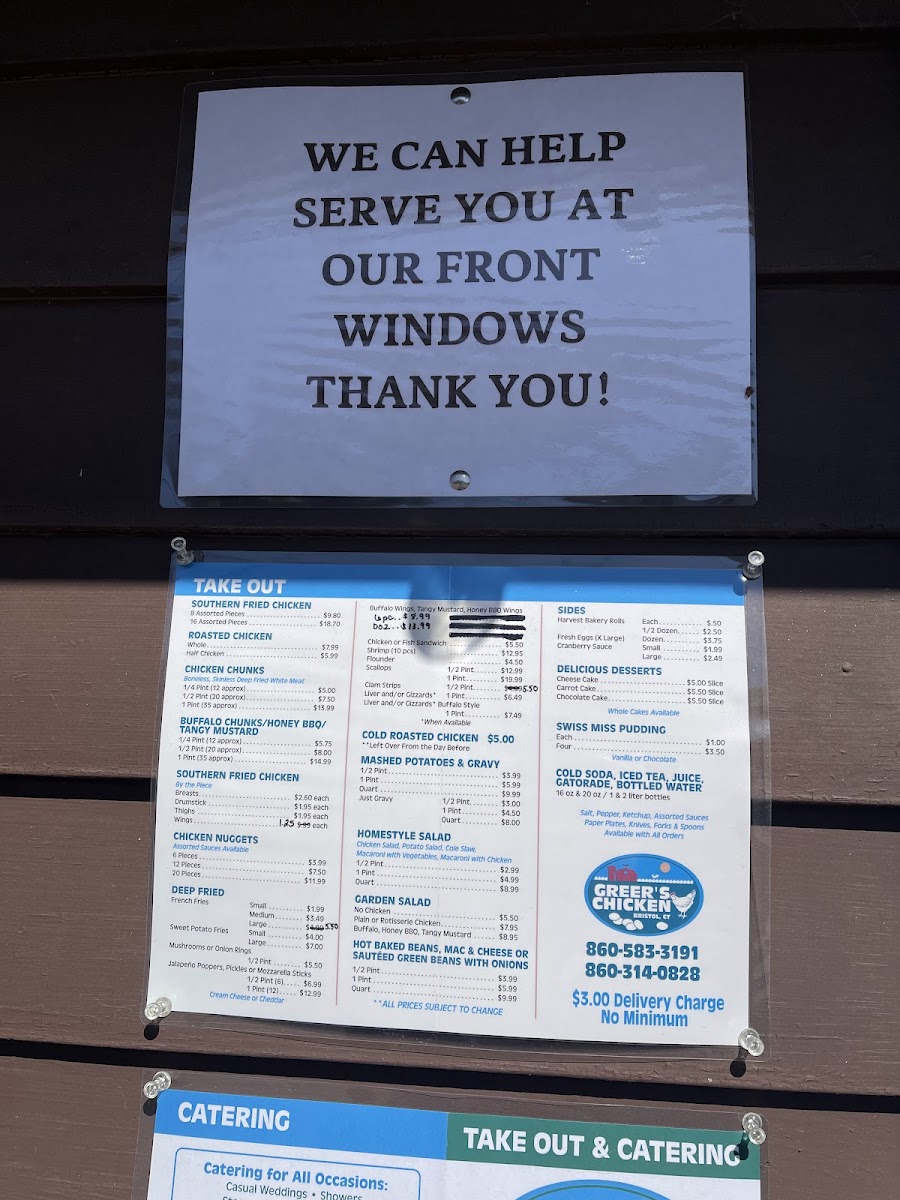 WE CAN HELP
SERVE YOU AT
OUR FRONT
WINDOWS
THANK YOU!
TAKE OUT
SOUTHERN FRIED CHICKEN
8 Assorted Pieces $9.80
16 Assorted Pieces $18.70
ROASTED CHICKEN
Whole $7.99
Half Chicken $5.99
CHICKEN CHUNKS
Boneless, Skinless Deep Fried White Meat
1/4 Pint (12 approx) $5.00
1/2 Pint (20 approx) $7.50
1 Pint (35 approx) $13.99
BUFFALO CHUNKS/HONEY BBQ/
TANGY MUSTARD
1/4 Pint (12 approx) $5.75
1/2 Pint (20 approx) $8.00
1 Pint (35 approx) $14.99
SOUTHERN FRIED CHICKEN
By the Piece
Breasts $2.60 each
Drumstick $1.95 each
Thighs $1.95 each
Wings 1.25 each
CHICKEN NUGGETS
Assorted Sauces Available
6 Pieces $3.99
12 Pieces $7.50
20 Pieces $11.99
DEEP FRIED
French Fries Small $1.99
Medium $3.49
Large 5.50
Sweet Potato Fries Small $4.00
Large $7.00
Mushrooms or Onion Rings
1/2 Pint $5.50
Jalapeño Poppers, Pickles or Mozzarella Sticks
1/2 Pint (6) $6.99
1 Pint (12) $12.99
Cream Cheese or Cheddar
Buffalo Wings, Tangy Mustard, Honey BBQ Wings
6pc..$7.99
Doz...$13.99
Chicken or Fish Sandwich $5.50
Shrimp (10 pcs) $12.95
Flounder $4.50
Scallops 1/2 Pint $12.99
1 Pint $19.99
Clam Strips 1/2 Pint 5.50
Liver and/or Gizzards* 1 Pint $6.49
Liver and/or Gizzards* Buffalo Style
1 Pint $7.49
*When Available
COLD ROASTED CHICKEN $5.00
**Left Over From the Day Before
MASHED POTATOES & GRAVY
1/2 Pint $3.99
1 Pint $5.99
Quart $9.99
Just Gravy 1/2 Pint $3.00
1 Pint $4.50
Quart $8.00
HOMESTYLE SALAD
Chicken Salad, Potato Salad, Cole Slaw,
Macaroni with Vegetables, Macaroni with Chicken
1/2 Pint $2.99
1 Pint $4.99
Quart $8.99
GARDEN SALAD
No Chicken $5.50
Plain or Rotisserie Chicken $7.95
Buffalo, Honey BBQ, Tangy Mustard $8.95
HOT BAKED BEANS, MAC & CHEESE OR
SAUTÉED GREEN BEANS WITH ONIONS
1/2 Pint $3.99
1 Pint $5.99
Quart $9.99
**ALL PRICES SUBJECT TO CHANGE
SIDES
Harvest Bakery Rolls Each $.50
1/2 Dozen $2.50
Fresh Eggs (X Large) Dozen $3.75
Cranberry Sauce Small $1.99
Large $2.49
DELICIOUS DESSERTS
Cheese Cake $5.00 Slice
Carrot Cake $5.50 Slice
Chocolate Cake $5.50 Slice
Whole Cakes Available
SWISS MISS PUDDING
Each $1.00
Four $3.50
Vanilla or Chocolate
COLD SODA, ICED TEA, JUICE,
GATORADE, BOTTLED WATER
16 oz & 20 oz / 1 & 2 liter bottles
Salt, Pepper, Ketchup, Assorted Sauces
Paper Plates, Knives, Forks & Spoons
Available with All Orders
GREER'S
CHICKEN
BRISTOL, CT
860-583-3191
860-314-0828
$3.00 Delivery Charge
No Minimum
CATERING
Catering for All Occasions:
Casual Weddings • Showers
TAKE OUT & CATERING